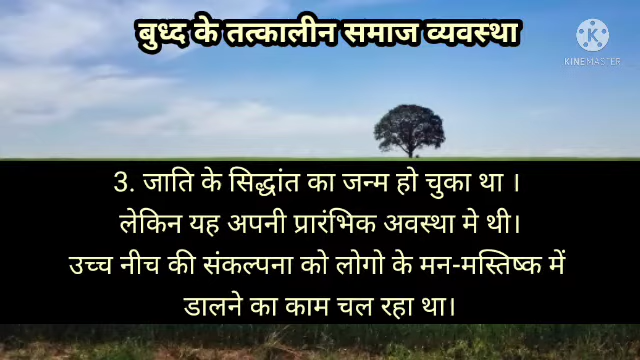 बुध्द के तत्कालीन समाज व्यवस्था
KINEMASTER
3. जाति के सिद्धांत का जन्म हो चुका था ।
लेकिन यह अपनी प्रारंभिक अवस्था मे थी।
उच्च नीच की संकल्पना को लोगो के मन-मस्तिष्क में
डालने का काम चल रहा था।